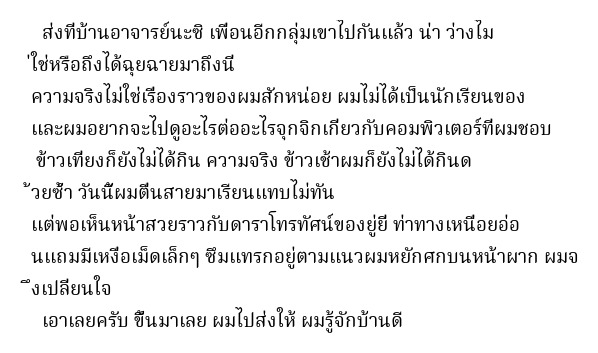 ส่งที่บ้านอาจารย์นะซิ เพื่อนอีกกลุ่มเขาไปกันแล้ว น่า ว่างไม
่ใช่หรือถึงได้ฉุยฉายมาถึงนี่
ความจริงไม่ใช่เรื่องราวของผมสักหน่อย ผมไม่ได้เป็นนักเรียนของ
และผมอยากจะไปดูอะไรต่ออะไรจุกจิกเกี่ยวกับคอมพิวเตอร์ที่ผมชอบ
ข้าวเที่ยงก็ยังไม่ได้กิน ความจริง ข้าวเช้าผมก็ยังไม่ได้กินด
้วยซ้ำ วันนี้ผมตื่นสายมาเรียนแทบไม่ทัน
แต่พอเห็นหน้าสวยราวกับดาราโทรทัศน์ของยู่ยี่ ท่าทางเหนื่อยอ่อ
นแถมมีเหงื่อเม็ดเล็กๆ ซึมแทรกอยู่ตามแนวผมหยักศกบนหน้าผาก ผมจ
ึงเปลี่ยนใจ
เอาเลยครับ ขึ้นมาเลย ผมไปส่งให้ ผมรู้จักบ้านดี